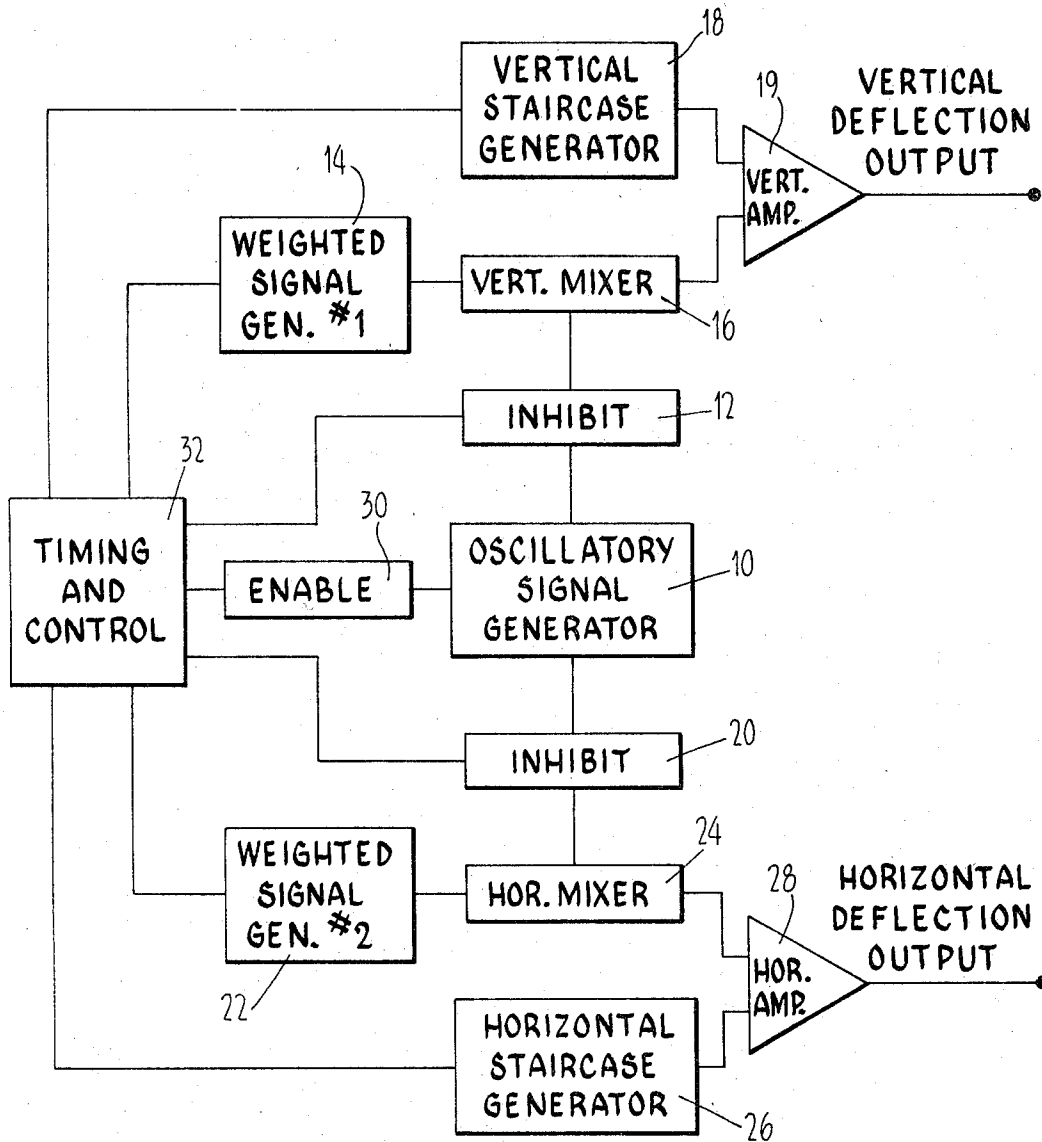 18
VERTICAL
STAIRCASE
GENERATOR
19
VERT.
AMP.
VERTICAL
DEFLECTION
OUTPUT
14
WEIGHTED
SIGNAL
GEN. #1
VERT. MIXER
16
INHIBIT
12
32
TIMING
AND
CONTROL
30
ENABLE
OSCILLATORY
SIGNAL
GENERATOR
10
INHIBIT
20
WEIGHTED
SIGNAL
GEN. #2
22
HOR. MIXER
24
28
HOR.
AMP.
HORIZONTAL
DEFLECTION
OUTPUT
HORIZONTAL
STAIRCASE
GENERATOR
26